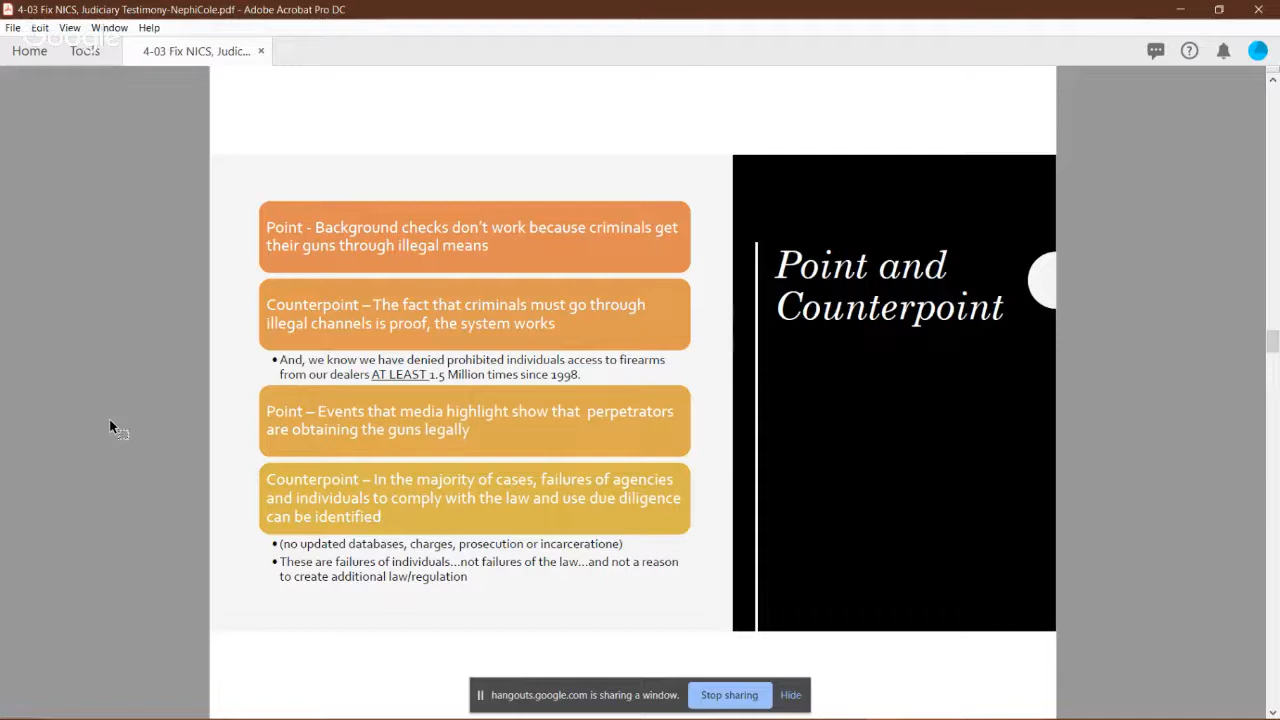 4-03 Fix NICS, Judiciary Testimony-NephiCole.pdf - Adobe Acrobat Pro DC
File Edit View Window Help
Google
Home Tools 4-03 Fix NICS, Judic... ×
Point - Background checks don't work because criminals get
their guns through illegal means
Counterpoint – The fact that criminals must go through
illegal channels is proof, the system works
• And, we know we have denied prohibited individuals access to firearms
from our dealers AT LEAST 1.5 Million times since 1998.
Point – Events that media highlight show that perpetrators
are obtaining the guns legally
Counterpoint – In the majority of cases, failures of agencies
and individuals to comply with the law and use due diligence
can be identified
• (no updated databases, charges, prosecution or incarceratione)
• These are failures of individuals...not failures of the law...and not a reason
to create additional law/regulation
Point and
Counterpoint
hangouts.google.com is sharing a window. Stop sharing Hide